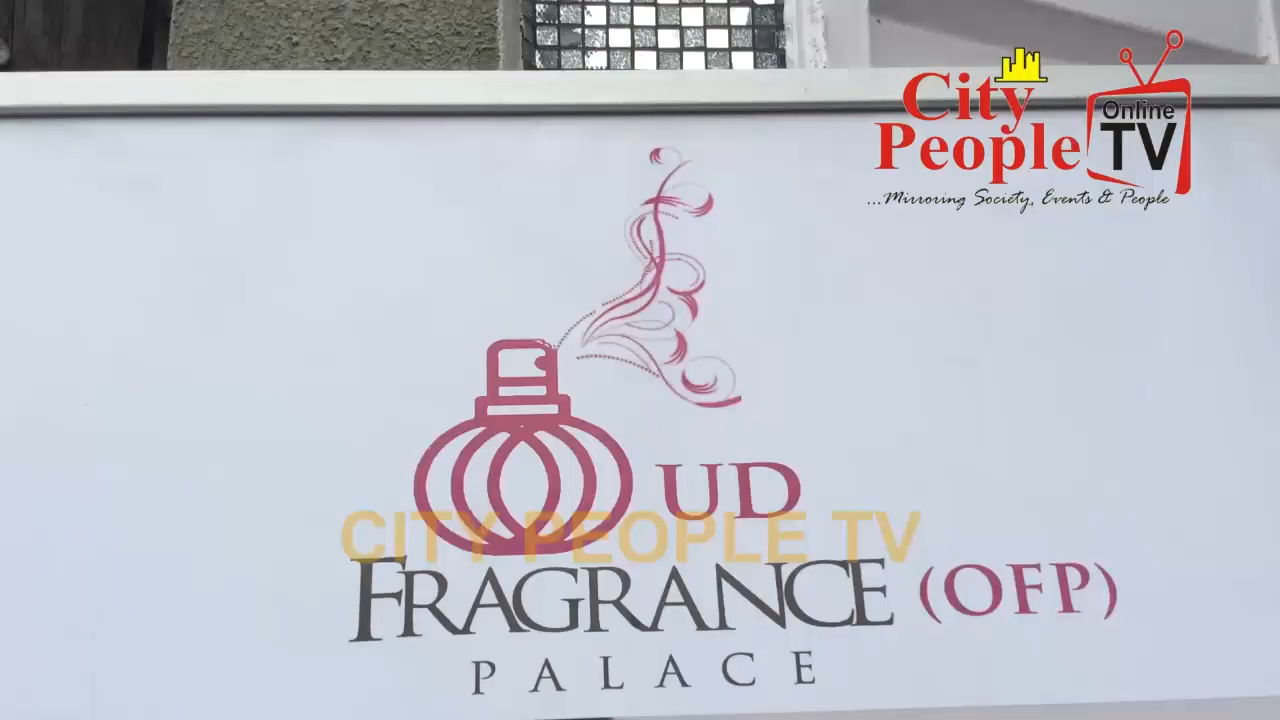 City
People
Online
TV
...Mirroring Society, Events & People
UD
CITY PEOPLE TV
FRAGRANCE (OFP)
PALACE